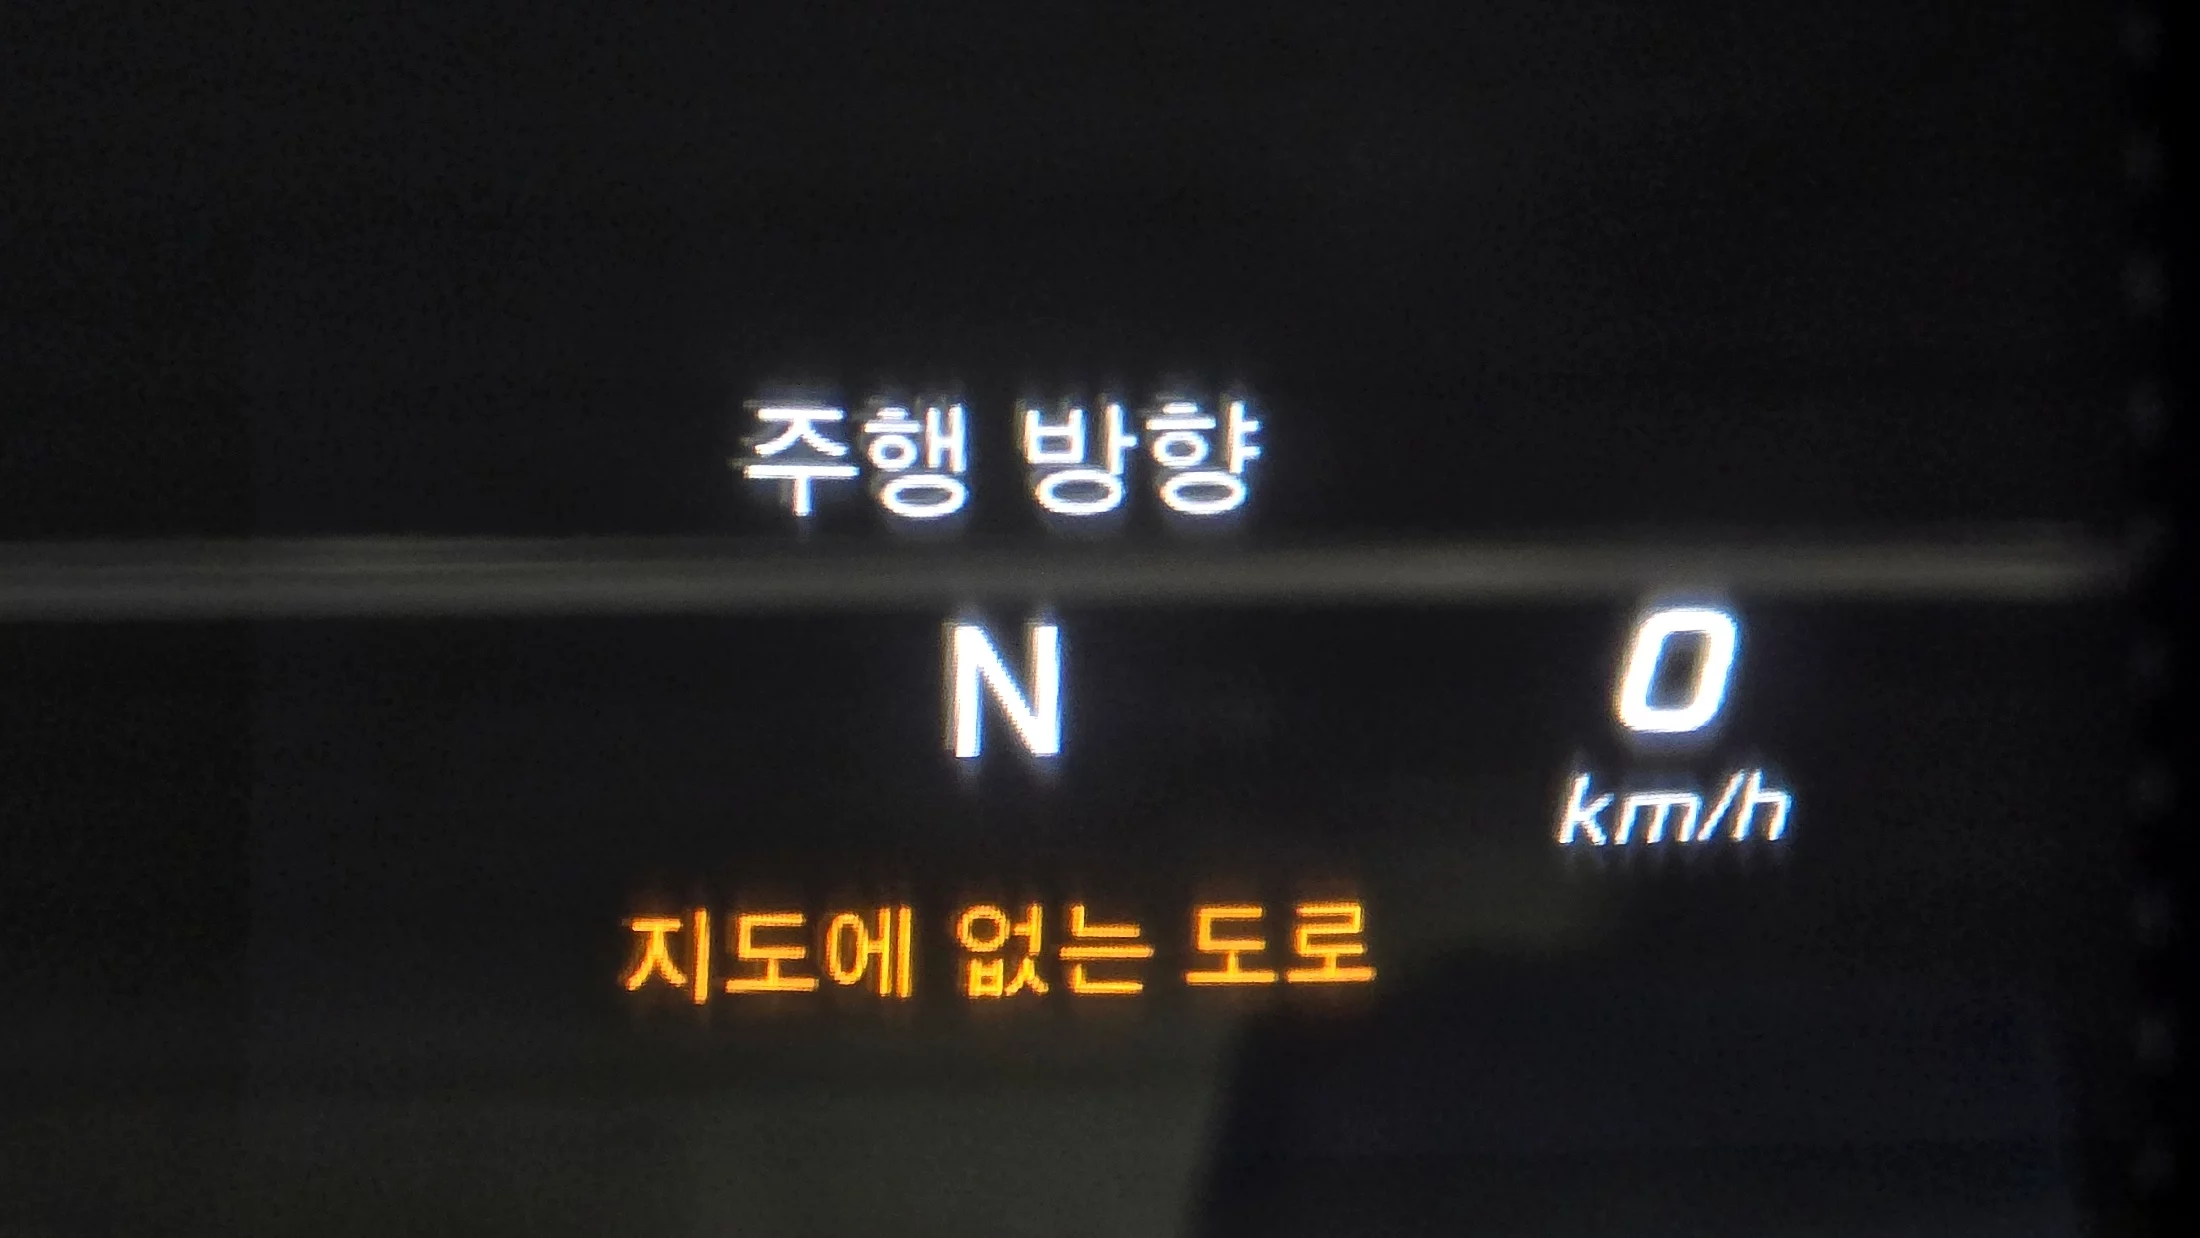 주행 방향
N
0
km/h
지도에 없는 도로